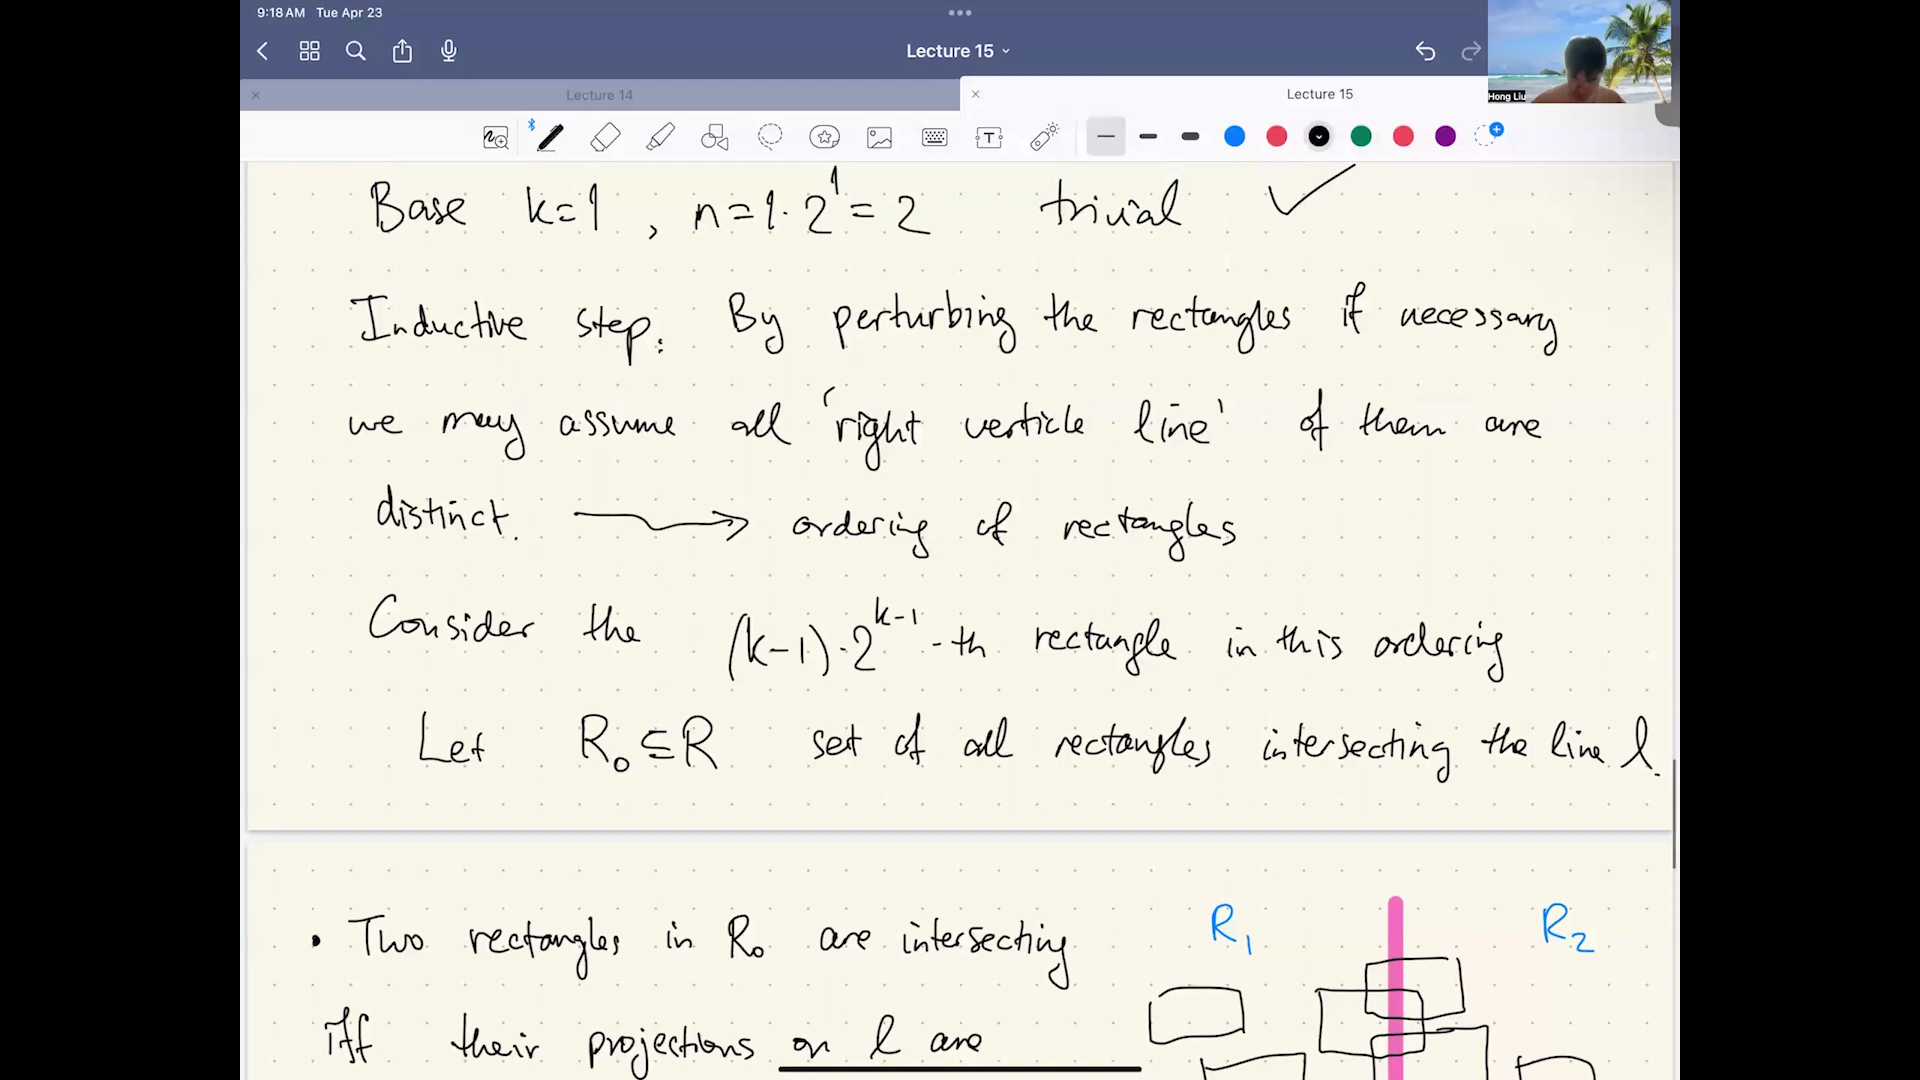 9:18 AM Tue Apr 23
Lecture 15
Lecture 14
Lecture 15
Hong Liu
Base k=1, n=1·2¹=2 trivial ✓
Inductive step: By perturbing the rectangles if necessary
we may assume all 'right verticle line' of them are
distinct. ⟶ ordering of rectangles
Consider the (k-1)·2^{k-1}-th rectangle in this ordering
Let R₀ ⊆ R set of all rectangles intersecting the line l.
• Two rectangles in R₀ are intersecting
iff their projections on l are
R₁ R₂